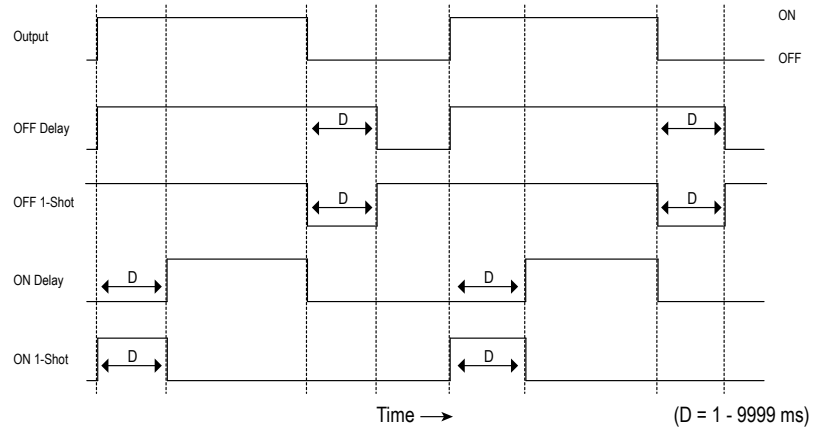 Output
ON
OFF
OFF Delay
D
D
OFF 1-Shot
D
D
ON Delay
D
D
ON 1-Shot
D
D
Time
(D = 1 - 9999 ms)